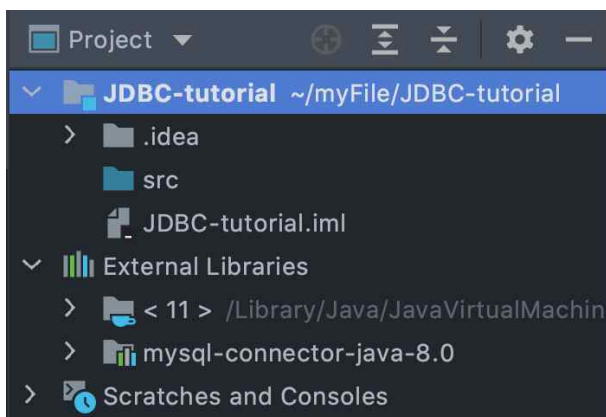 Project
JDBC-tutorial ~/myFile/JDBC-tutorial
.idea
src
JDBC-tutorial.iml
External Libraries
< 11 > /Library/Java/JavaVirtualMachin
mysql-connector-java-8.0
Scratches and Consoles